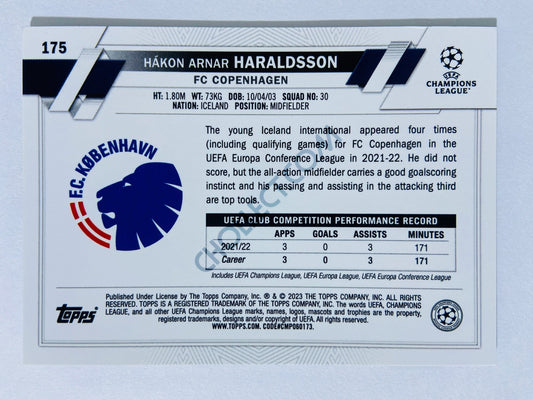 175
HÁKON ARNAR HARALDSSON
FC COPENHAGEN
HT: 1.80M WT: 73KG DOB: 10/04/03 SQUAD NO: 30
NATION: ICELAND POSITION: MIDFIELDER
UEFA
CHAMPIONS
LEAGUE
F.C. KØBENHAVN
The young Iceland international appeared four times
(including qualifying games) for FC Copenhagen in the
UEFA Europa Conference League in 2021-22. He did not
score, but the all-action midfielder carries a good goalscoring
instinct and his passing and assisting in the attacking third
are top tools.
UEFA CLUB COMPETITION PERFORMANCE RECORD
APPS GOALS ASSISTS MINUTES
2021/22 3 0 3 171
Career 3 0 3 171
Includes UEFA Champions League, UEFA Europa League, UEFA Europa Conference League
CHOLLECT.COM
Topps
Published Under License by The Topps Company, Inc. ® & © 2023 THE TOPPS COMPANY, INC. ALL RIGHTS
RESERVED. TOPPS IS A REGISTERED TRADEMARK OF THE TOPPS COMPANY, INC. The words UEFA, CHAMPIONS
LEAGUE, and all other UEFA Champions League marks, names, logos, mascots and trophies are the property,
registered trademarks, designs and/or copyright of UEFA. All rights reserved.
WWW.TOPPS.COM. CODE#CMP060173.